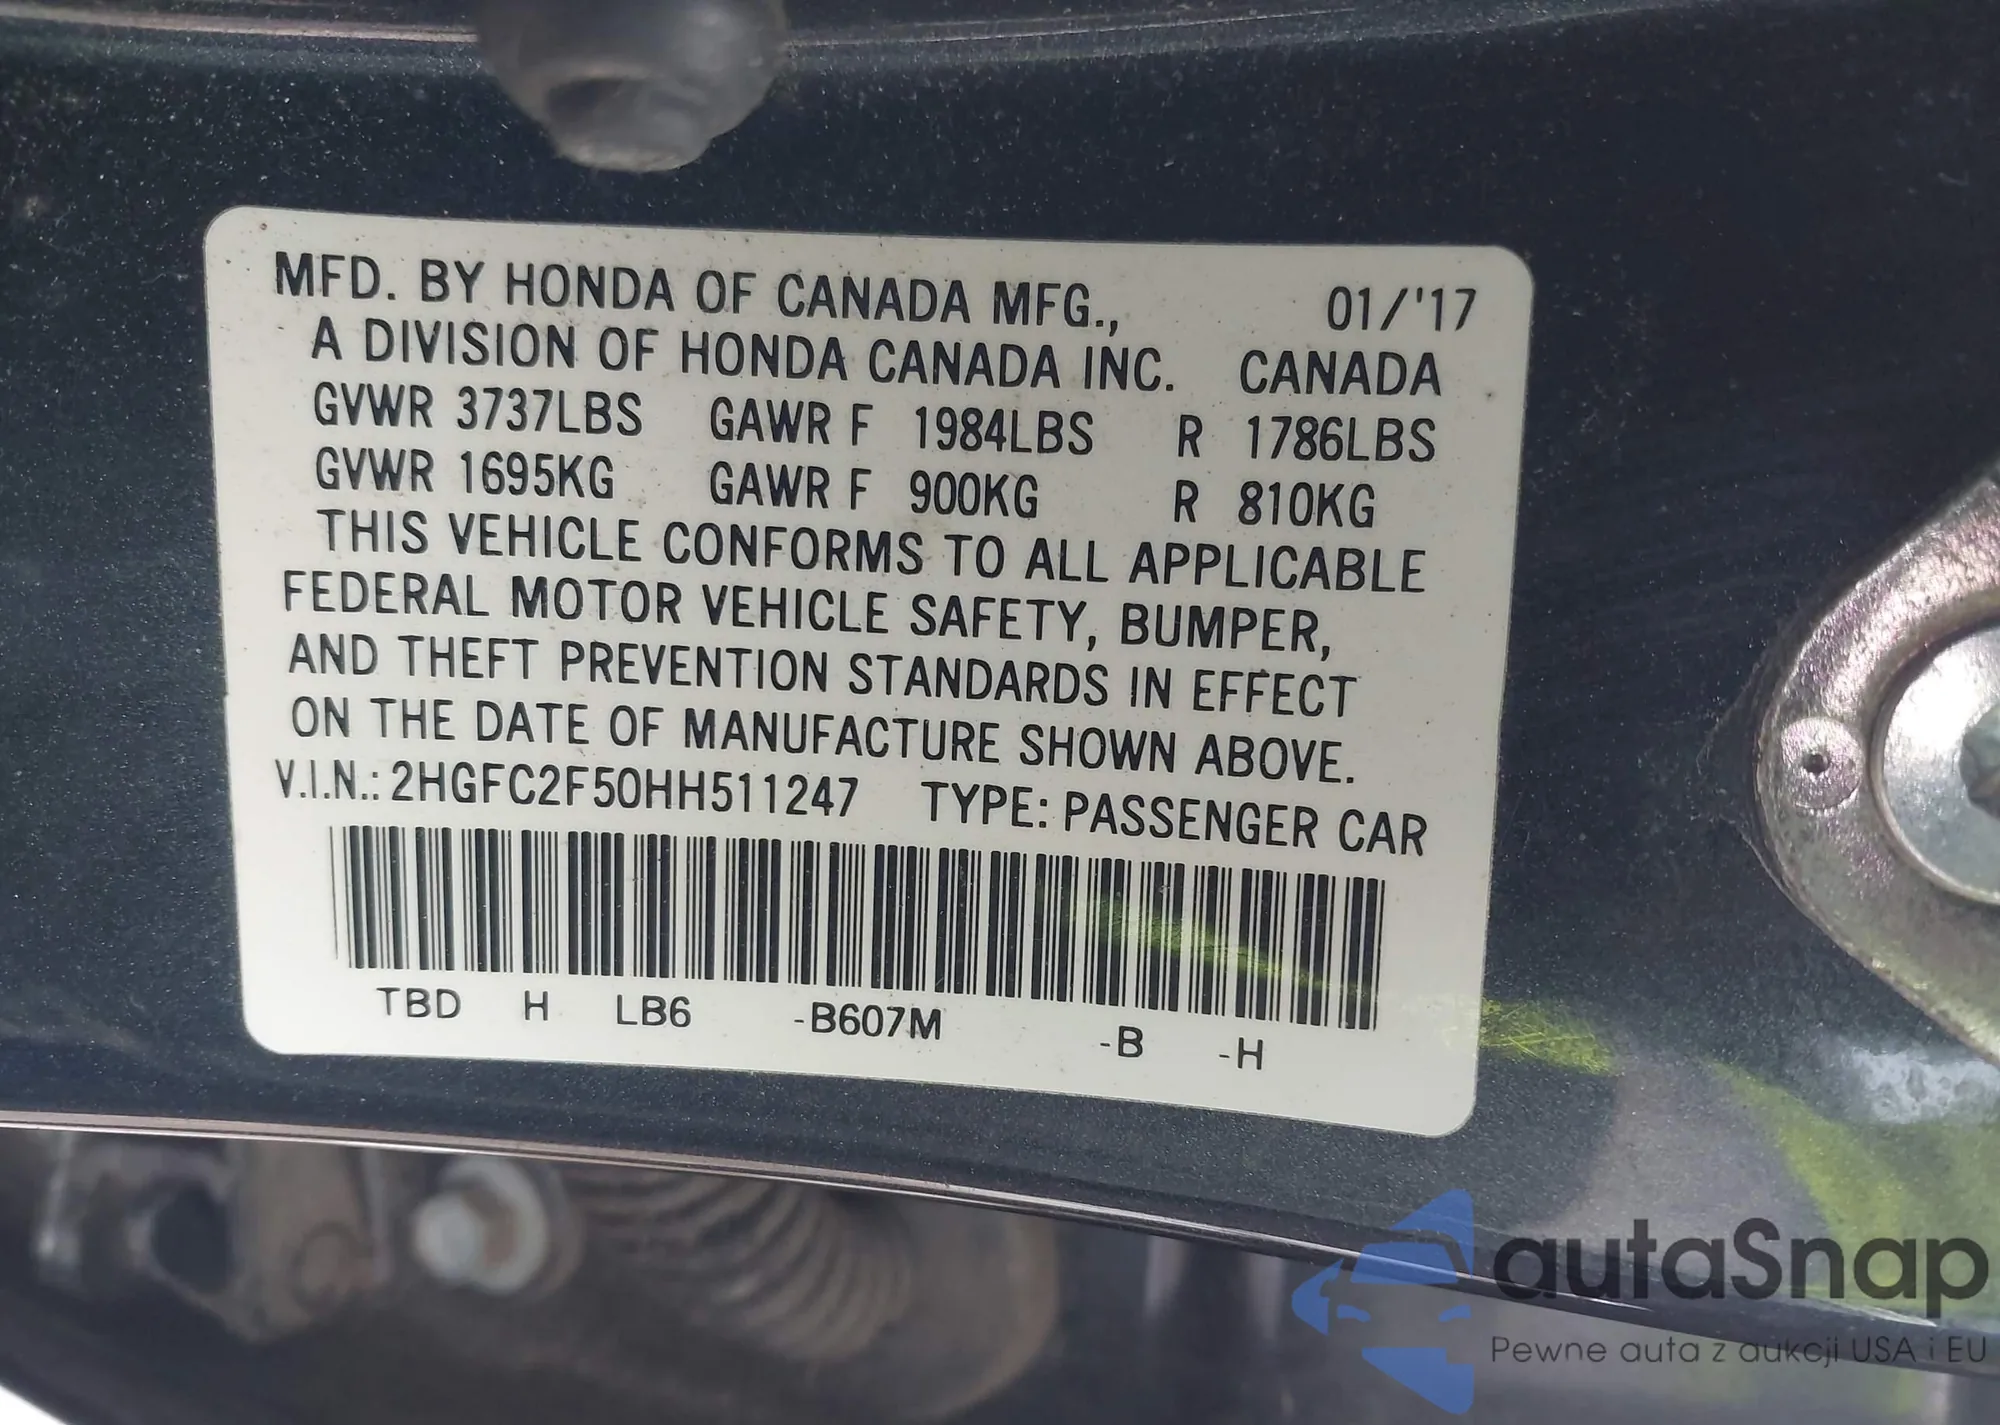 MFD. BY HONDA OF CANADA MFG., 01/'17
A DIVISION OF HONDA CANADA INC. CANADA
GVWR 3737LBS GAWR F 1984LBS R 1786LBS
GVWR 1695KG GAWR F 900KG R 810KG
THIS VEHICLE CONFORMS TO ALL APPLICABLE
FEDERAL MOTOR VEHICLE SAFETY, BUMPER,
AND THEFT PREVENTION STANDARDS IN EFFECT
ON THE DATE OF MANUFACTURE SHOWN ABOVE.
V.I.N.: 2HGFC2F50HH511247 TYPE: PASSENGER CAR
TBD H LB6 -B607M -B -H
autaSnap
Pewne auta z aukcji USA i EU